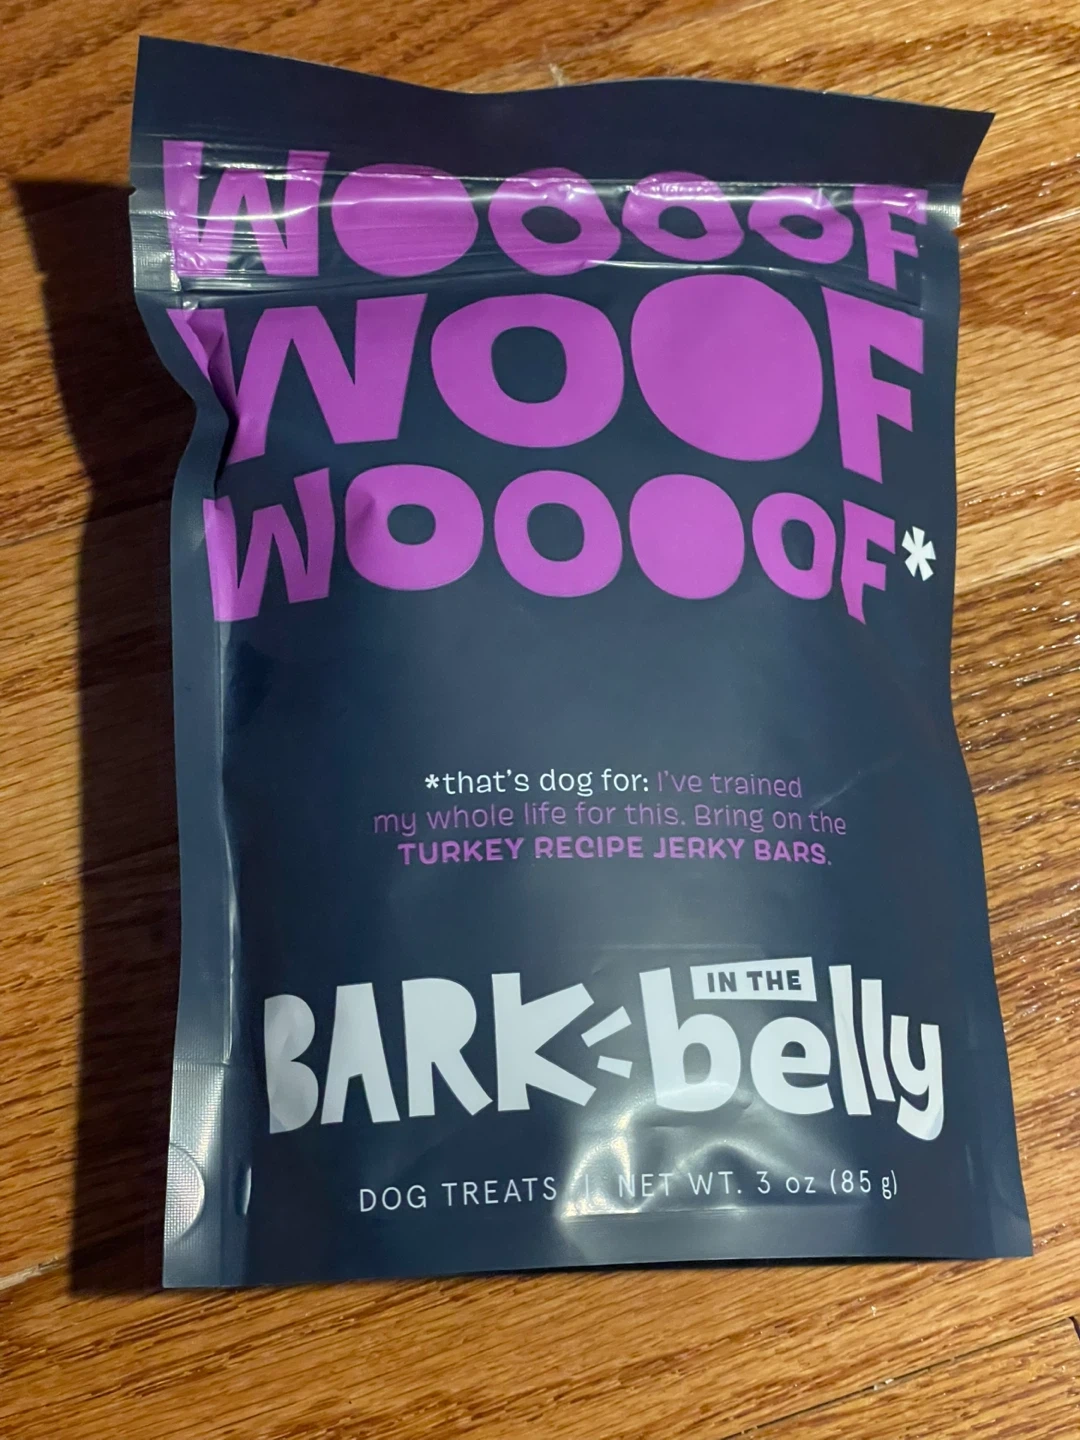 WOOOOF
WOOF
WOOOOF*
*that's dog for: I've trained
my whole life for this. Bring on the
TURKEY RECIPE JERKY BARS.
BARK IN THE belly
DOG TREATS | NET WT. 3 oz (85 g)